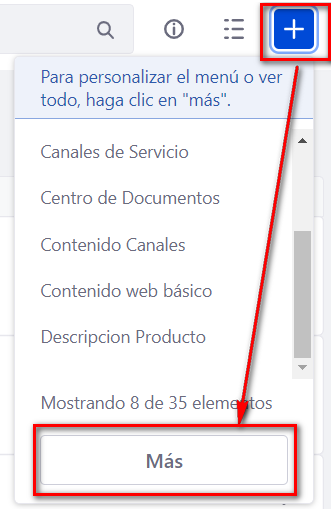 Para personalizar el menú o ver
todo, haga clic en "más".
Canales de Servicio
Centro de Documentos
Contenido Canales
Contenido web básico
Descripcion Producto
Mostrando 8 de 35 elementos
Más